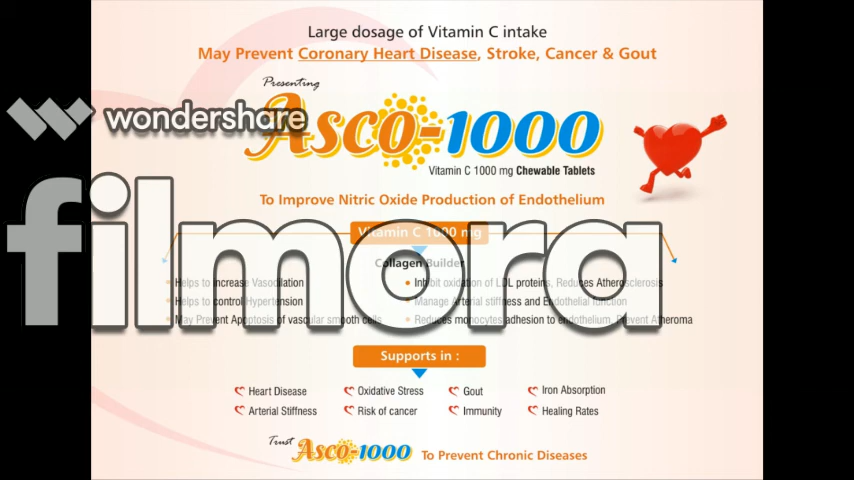 Large dosage of Vitamin C intake
May Prevent Coronary Heart Disease, Stroke, Cancer & Gout
Presenting
wondershare
Asco-1000
Vitamin C 1000 mg Chewable Tablets
To Improve Nitric Oxide Production of Endothelium
filmora
Vitamin C 1000 mg
Collagen Builder
• Helps to increase Vasodilation
• Inhibit oxidation of LDL proteins, Reduces Atherosclerosis
• Helps to control Hypertension
• Manage Arterial stiffness and Endothelial function
• May Prevent Apoptosis of vascular smooth cells
• Reduces monocytes adhesion to endothelium, Prevent Atheroma
Supports in :
Heart Disease
Oxidative Stress
Gout
Iron Absorption
Arterial Stiffness
Risk of cancer
Immunity
Healing Rates
Trust Asco-1000 To Prevent Chronic Diseases